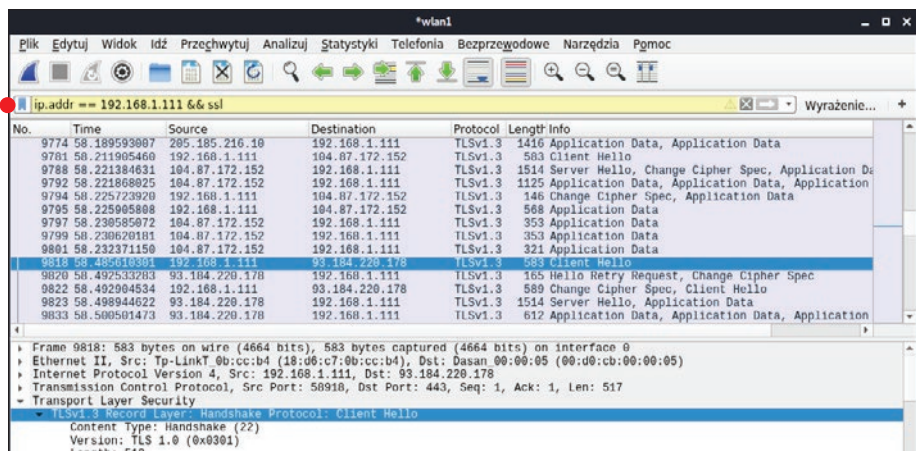 *wlan1
Plik Edytuj Widok Idź Przechwytuj Analizuj Statystyki Telefonia Bezprzewodowe Narzędzia Pomoc
ip.addr == 192.168.1.111 && ssl Wyrażenie... +
No. Time Source Destination Protocol Length Info
9774 58.189593007 205.185.216.10 192.168.1.111 TLSv1.3 1416 Application Data, Application Data
9781 58.211905460 192.168.1.111 104.87.172.152 TLSv1.3 583 Client Hello
9788 58.221384631 104.87.172.152 192.168.1.111 TLSv1.3 1514 Server Hello, Change Cipher Spec, Application Da
9792 58.221868025 104.87.172.152 192.168.1.111 TLSv1.3 1125 Application Data, Application Data, Application
9794 58.225723920 192.168.1.111 104.87.172.152 TLSv1.3 146 Change Cipher Spec, Application Data
9795 58.225905808 192.168.1.111 104.87.172.152 TLSv1.3 568 Application Data
9797 58.230585072 104.87.172.152 192.168.1.111 TLSv1.3 353 Application Data
9799 58.230620181 104.87.172.152 192.168.1.111 TLSv1.3 353 Application Data
9801 58.232371150 104.87.172.152 192.168.1.111 TLSv1.3 321 Application Data
9818 58.485610301 192.168.1.111 93.184.220.178 TLSv1.3 583 Client Hello
9820 58.492533283 93.184.220.178 192.168.1.111 TLSv1.3 165 Hello Retry Request, Change Cipher Spec
9822 58.492904534 192.168.1.111 93.184.220.178 TLSv1.3 589 Change Cipher Spec, Client Hello
9823 58.498944622 93.184.220.178 192.168.1.111 TLSv1.3 1514 Server Hello, Application Data
9833 58.500501473 93.184.220.178 192.168.1.111 TLSv1.3 612 Application Data, Application Data, Application
Frame 9818: 583 bytes on wire (4664 bits), 583 bytes captured (4664 bits) on interface 0
Ethernet II, Src: Tp-LinkT_0b:cc:b4 (18:d6:c7:0b:cc:b4), Dst: Dasan_00:00:05 (00:d0:cb:00:00:05)
Internet Protocol Version 4, Src: 192.168.1.111, Dst: 93.184.220.178
Transmission Control Protocol, Src Port: 58918, Dst Port: 443, Seq: 1, Ack: 1, Len: 517
Transport Layer Security
TLSv1.3 Record Layer: Handshake Protocol: Client Hello
Content Type: Handshake (22)
Version: TLS 1.0 (0x0301)